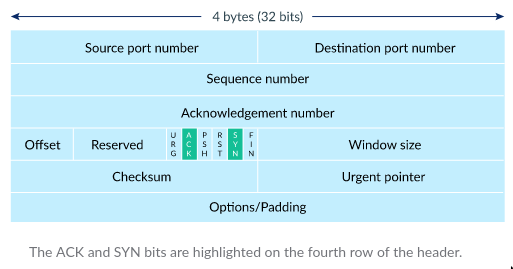 4 bytes (32 bits)
Source port number Destination port number
Sequence number
Acknowledgement number
Offset Reserved URG ACK PSH RST SYN FIN Window size
Checksum Urgent pointer
Options/Padding
The ACK and SYN bits are highlighted on the fourth row of the header.